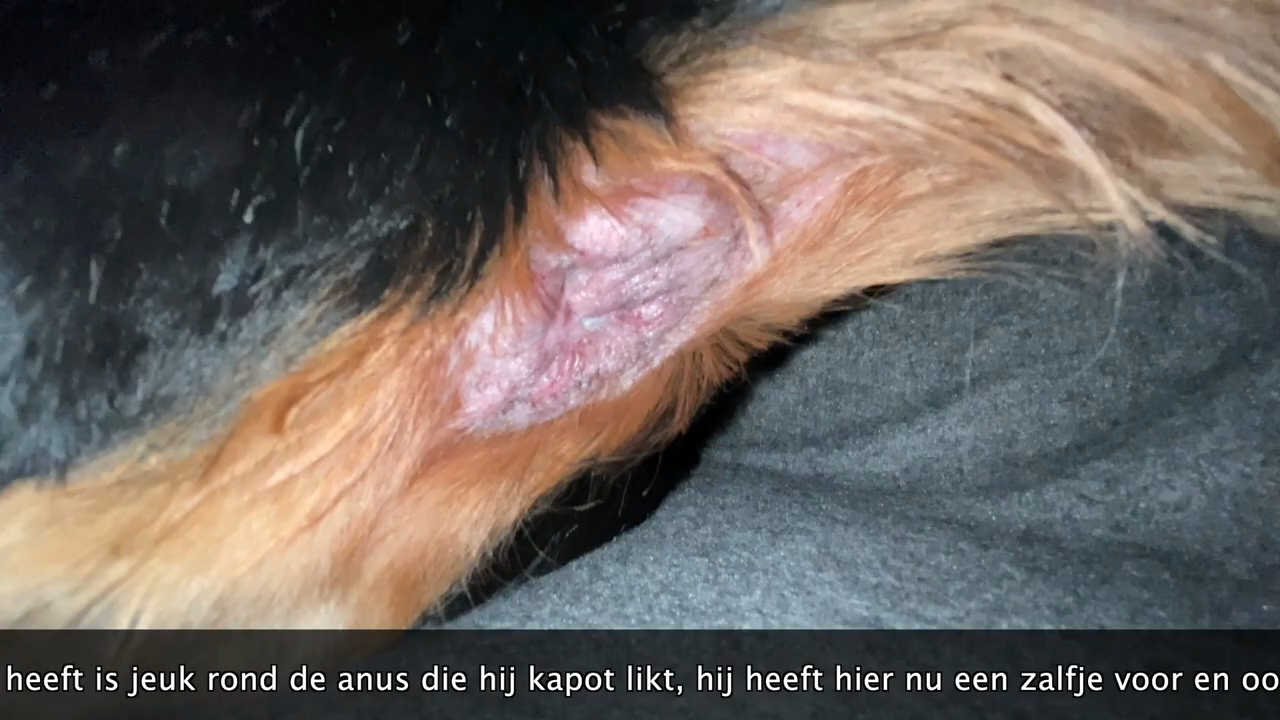 heeft is jeuk rond de anus die hij kapot likt, hij heeft hier nu een zalfje voor en oo